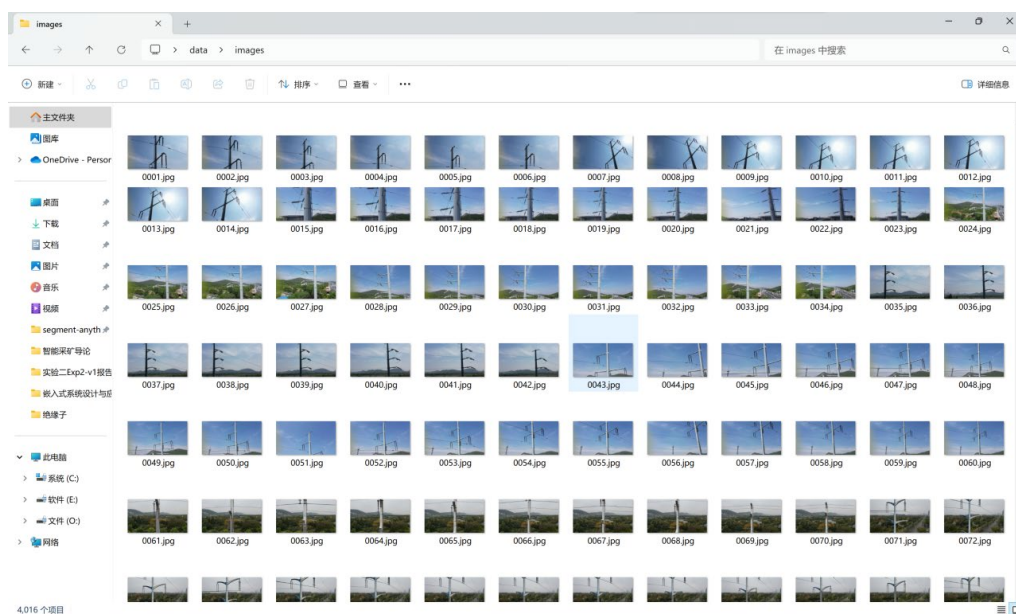 images
data > images
在 images 中搜索
新建
排序
查看
详细信息
主文件夹
图库
OneDrive - Person
桌面
下载
文档
图片
音乐
视频
segment-anyth
智能采矿导论
实验二Exp2-v1报告
嵌入式系统设计与应
绝缘子
此电脑
系统 (C:)
软件 (E:)
文件 (O:)
网络
0001.jpg 0002.jpg 0003.jpg 0004.jpg 0005.jpg 0006.jpg 0007.jpg 0008.jpg 0009.jpg 0010.jpg 0011.jpg 0012.jpg
0013.jpg 0014.jpg 0015.jpg 0016.jpg 0017.jpg 0018.jpg 0019.jpg 0020.jpg 0021.jpg 0022.jpg 0023.jpg 0024.jpg
0025.jpg 0026.jpg 0027.jpg 0028.jpg 0029.jpg 0030.jpg 0031.jpg 0032.jpg 0033.jpg 0034.jpg 0035.jpg 0036.jpg
0037.jpg 0038.jpg 0039.jpg 0040.jpg 0041.jpg 0042.jpg 0043.jpg 0044.jpg 0045.jpg 0046.jpg 0047.jpg 0048.jpg
0049.jpg 0050.jpg 0051.jpg 0052.jpg 0053.jpg 0054.jpg 0055.jpg 0056.jpg 0057.jpg 0058.jpg 0059.jpg 0060.jpg
0061.jpg 0062.jpg 0063.jpg 0064.jpg 0065.jpg 0066.jpg 0067.jpg 0068.jpg 0069.jpg 0070.jpg 0071.jpg 0072.jpg
4,016 个项目